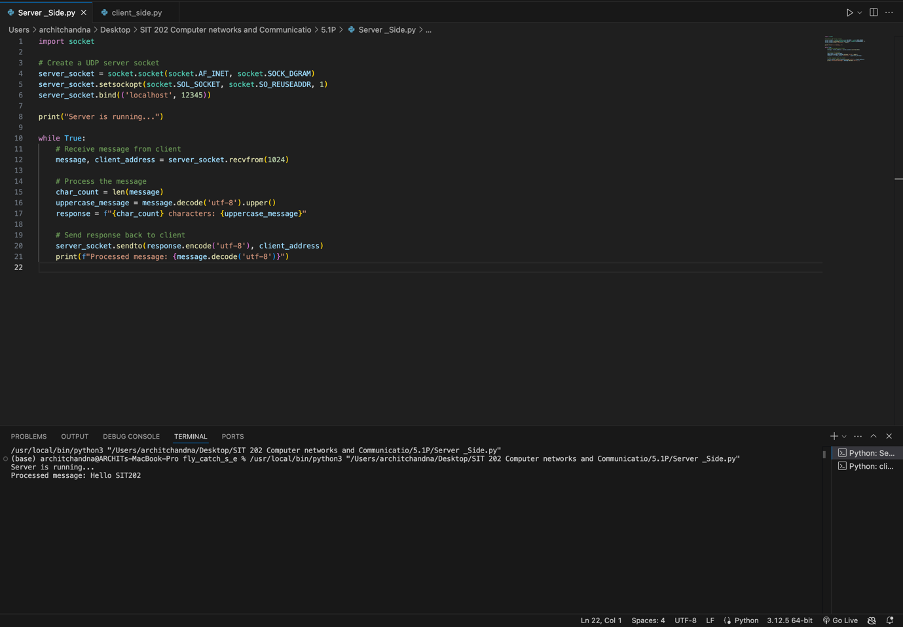 Server _Side.py
client_side.py
Users > architchandna > Desktop > SIT 202 Computer networks and Communicatio > 5.1P > Server _Side.py > ...
1 import socket
2
3 # Create a UDP server socket
4 server_socket = socket.socket(socket.AF_INET, socket.SOCK_DGRAM)
5 server_socket.setsockopt(socket.SOL_SOCKET, socket.SO_REUSEADDR, 1)
6 server_socket.bind(('localhost', 12345))
7
8 print("Server is running...")
9
10 while True:
11     # Receive message from client
12     message, client_address = server_socket.recvfrom(1024)
13
14     # Process the message
15     char_count = len(message)
16     uppercase_message = message.decode('utf-8').upper()
17     response = f"{char_count} characters: {uppercase_message}"
18
19     # Send response back to client
20     server_socket.sendto(response.encode('utf-8'), client_address)
21     print(f"Processed message: {message.decode('utf-8')}")
22
PROBLEMS OUTPUT DEBUG CONSOLE TERMINAL PORTS
/usr/local/bin/python3 "/Users/architchandna/Desktop/SIT 202 Computer networks and Communicatio/5.1P/Server _Side.py"
(base) architchandna@ARCHITs-MacBook-Pro fly_catch_s_e % /usr/local/bin/python3 "/Users/architchandna/Desktop/SIT 202 Computer networks and Communicatio/5.1P/Server _Side.py"
Server is running...
Processed message: Hello SIT202
Python: Se...
Python: cli...
Ln 22, Col 1 Spaces: 4 UTF-8 LF Python 3.12.5 64-bit Go Live